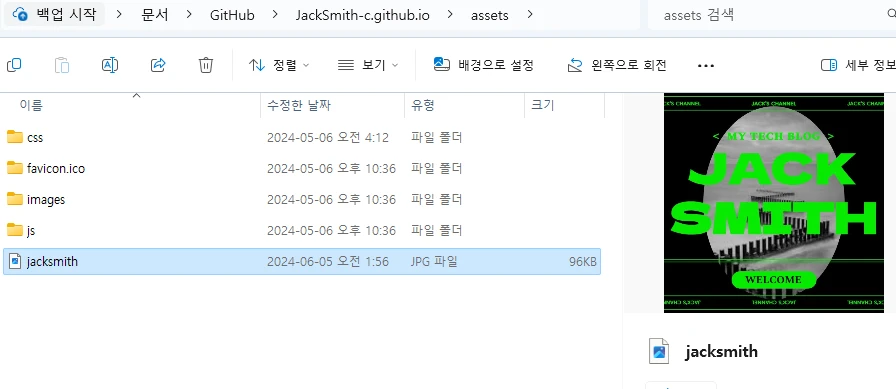 백업 시작 > 문서 > GitHub > JackSmith-c.github.io > assets > assets 검색
정렬 보기 배경으로 설정 왼쪽으로 회전 ... 세부 정보
이름 수정한 날짜 유형 크기
css 2024-05-06 오전 4:12 파일 폴더
favicon.ico 2024-05-06 오후 10:36 파일 폴더
images 2024-05-06 오후 10:36 파일 폴더
js 2024-05-06 오후 10:36 파일 폴더
jacksmith 2024-06-05 오전 1:56 JPG 파일 96KB
JACK'S CHANNEL JACK'S CHANNEL JACK'S CHANNEL
< MY TECH BLOG >
JACK
SMITH
WELCOME
JACK'S CHANNEL JACK'S CHANNEL JACK'S CHANNEL
jacksmith